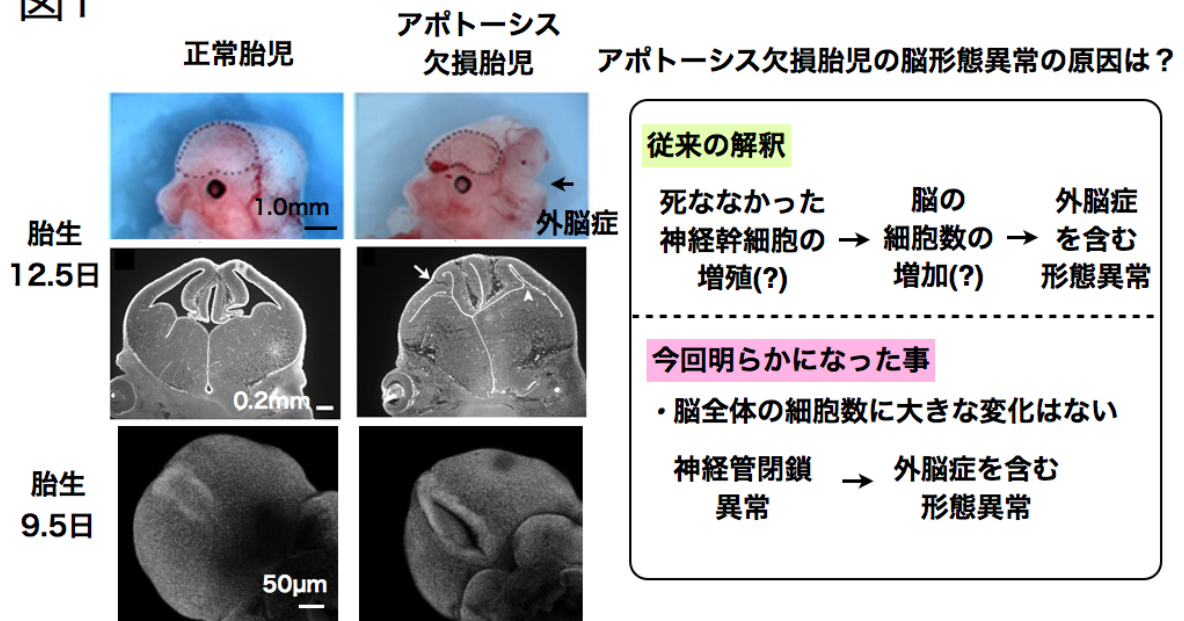 図1
正常胎児
アポトーシス
欠損胎児
アポトーシス欠損胎児の脳形態異常の原因は？
胎生
12.5日
1.0mm
外脳症
0.2mm
胎生
9.5日
50μm
従来の解釈
死ななかった
神経幹細胞の
増殖(?)
→
脳の
細胞数の
増加(?)
→
外脳症
を含む
形態異常
今回明らかになった事
・脳全体の細胞数に大きな変化はない
神経管閉鎖
異常
→
外脳症を含む
形態異常